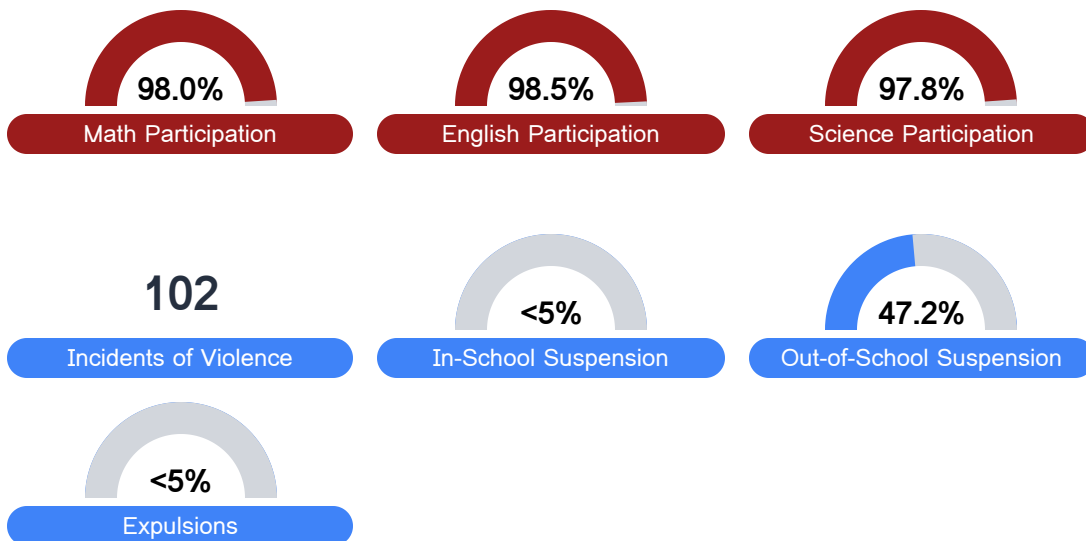 98.0%
Math Participation
98.5%
English Participation
97.8%
Science Participation
102
Incidents of Violence
<5%
In-School Suspension
47.2%
Out-of-School Suspension
<5%
Expulsions